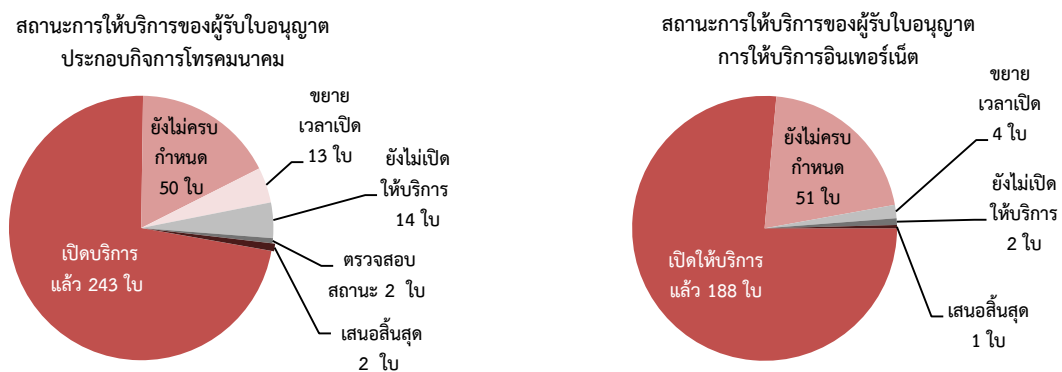 สถานะการให้บริการของผู้รับใบอนุญาต
ประกอบกิจการโทรคมนาคม
ยังไม่ครบ
กำหนด
50 ใบ
ขยาย
เวลาเปิด
13 ใบ
ยังไม่เปิด
ให้บริการ
14 ใบ
ตรวจสอบ
สถานะ 2 ใบ
เสนอสิ้นสุด
2 ใบ
เปิดบริการ
แล้ว 243 ใบ
สถานะการให้บริการของผู้รับใบอนุญาต
การให้บริการอินเทอร์เน็ต
ยังไม่ครบ
กำหนด
51 ใบ
ขยาย
เวลาเปิด
4 ใบ
ยังไม่เปิด
ให้บริการ
2 ใบ
เสนอสิ้นสุด
1 ใบ
เปิดให้บริการ
แล้ว 188 ใบ